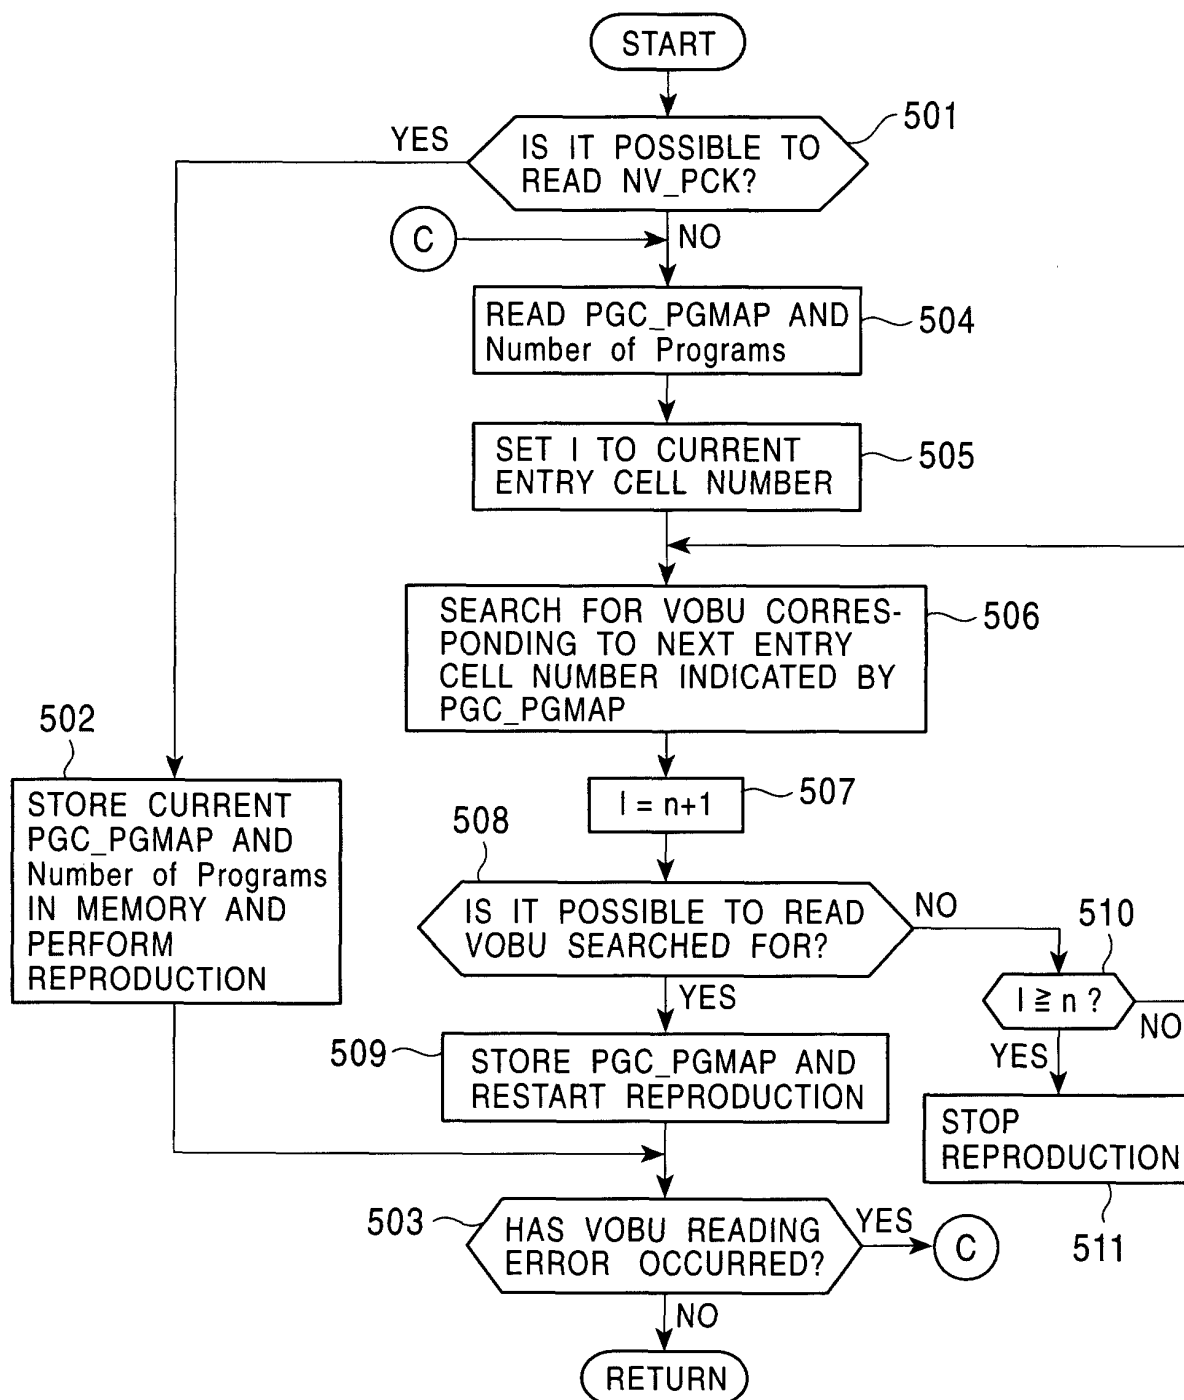 START
501
YES
IS IT POSSIBLE TO
READ NV_PCK?
C
NO
READ PGC_PGMAP AND
Number of Programs
504
SET I TO CURRENT
ENTRY CELL NUMBER
505
SEARCH FOR VOBU CORRES-
PONDING TO NEXT ENTRY
CELL NUMBER INDICATED BY
PGC_PGMAP
506
502
STORE CURRENT
PGC_PGMAP AND
Number of Programs
IN MEMORY AND
PERFORM
REPRODUCTION
I = n+1
507
508
IS IT POSSIBLE TO READ
VOBU SEARCHED FOR?
NO
510
I ≧ n ?
NO
YES
YES
509
STORE PGC_PGMAP AND
RESTART REPRODUCTION
STOP
REPRODUCTION
511
503
HAS VOBU READING
ERROR OCCURRED?
YES
C
NO
RETURN